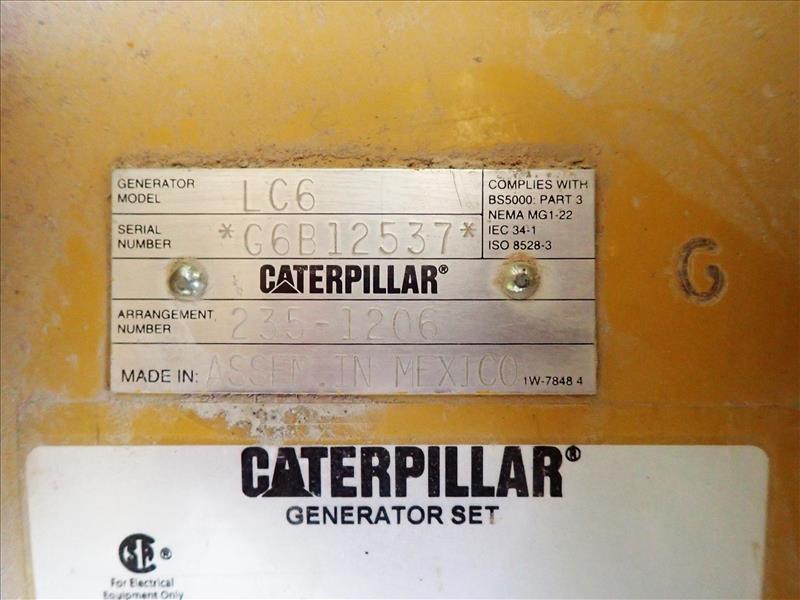 GENERATOR MODEL LC6
SERIAL NUMBER *G6B12537*
COMPLIES WITH
BS5000: PART 3
NEMA MG1-22
IEC 34-1
ISO 8528-3
CATERPILLAR®
G
ARRANGEMENT NUMBER 235-1206
MADE IN: ASSEM IN MEXICO
1W-7848 4
CATERPILLAR®
GENERATOR SET
SA ®
For Electrical
Equipment Only